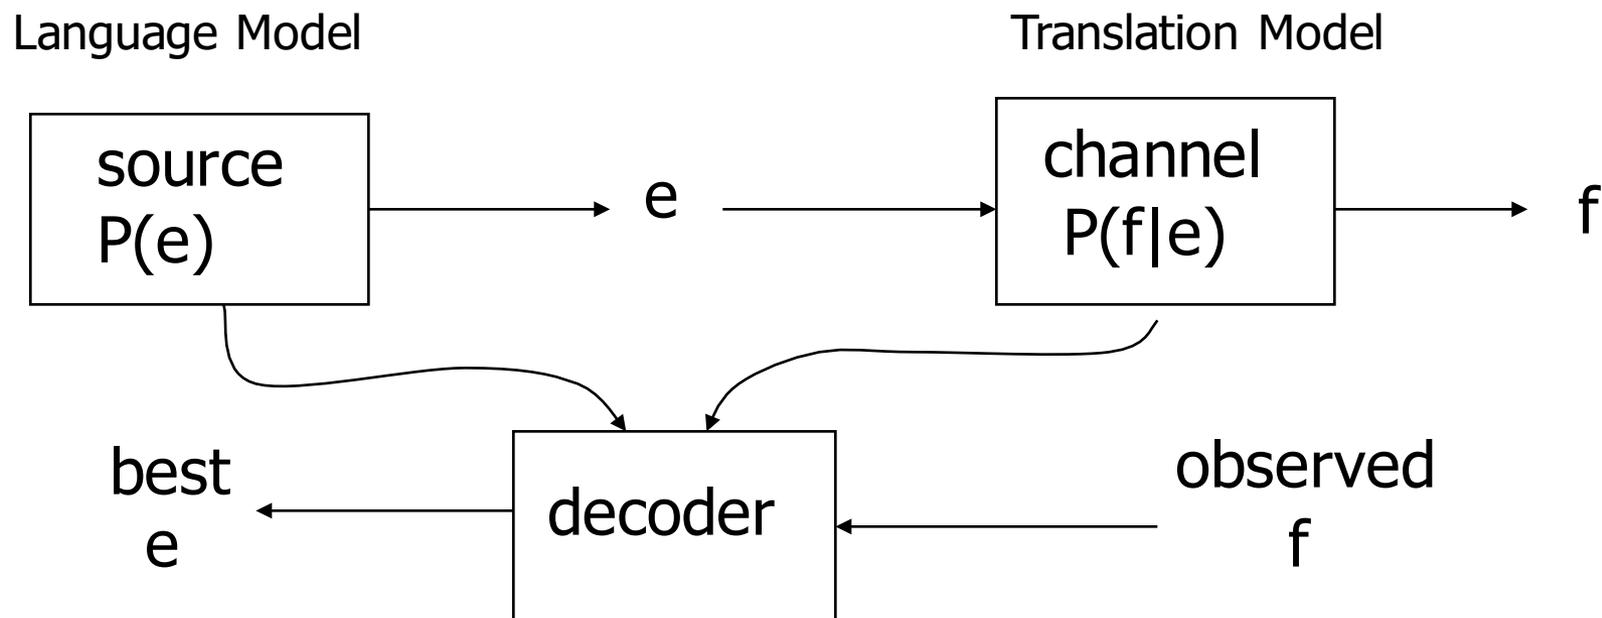 Language Model
Translation Model
source
P(e)
e
channel
P(f|e)
f
best
e
decoder
observed
f